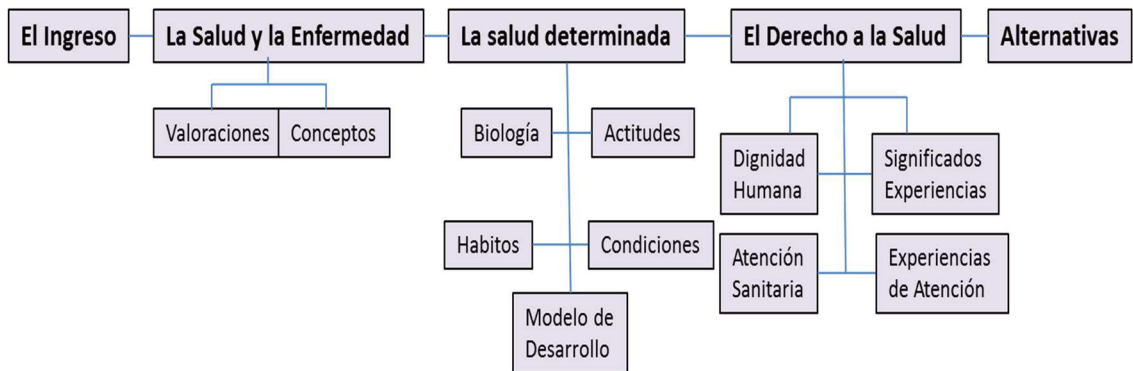 El Ingreso
La Salud y la Enfermedad
La salud determinada
El Derecho a la Salud
Alternativas
Valoraciones
Conceptos
Biología
Actitudes
Habitos
Condiciones
Modelo de
Desarrollo
Dignidad
Humana
Significados
Experiencias
Atención
Sanitaria
Experiencias
de Atención